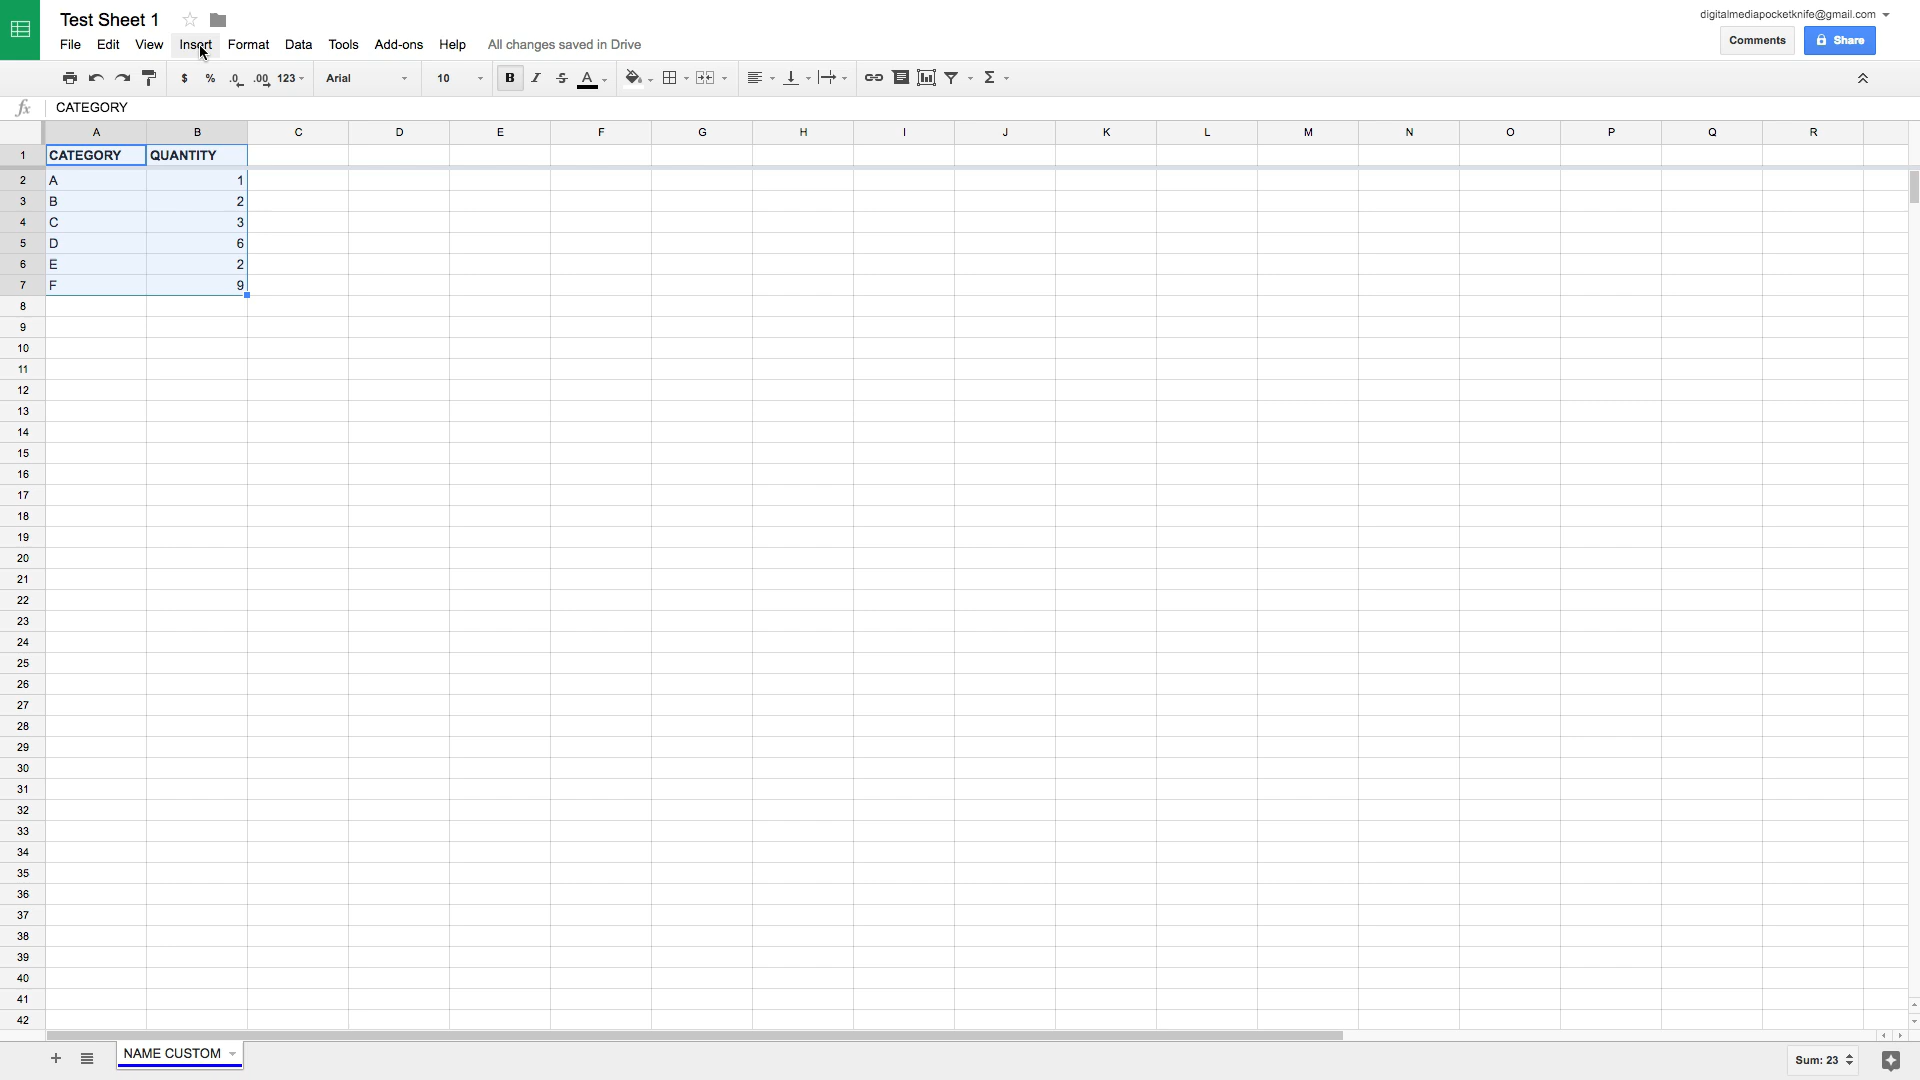 Test Sheet 1
digitalmediapocketknife@gmail.com
File Edit View Insert Format Data Tools Add-ons Help All changes saved in Drive
Comments Share
$ % .0 .00 123 Arial 10 B I S A Σ
fx CATEGORY
A B C D E F G H I J K L M N O P Q R
1 CATEGORY QUANTITY
2 A 1
3 B 2
4 C 3
5 D 6
6 E 2
7 F 9
8
9
10
11
12
13
14
15
16
17
18
19
20
21
22
23
24
25
26
27
28
29
30
31
32
33
34
35
36
37
38
39
40
41
42
+ NAME CUSTOM Sum: 23